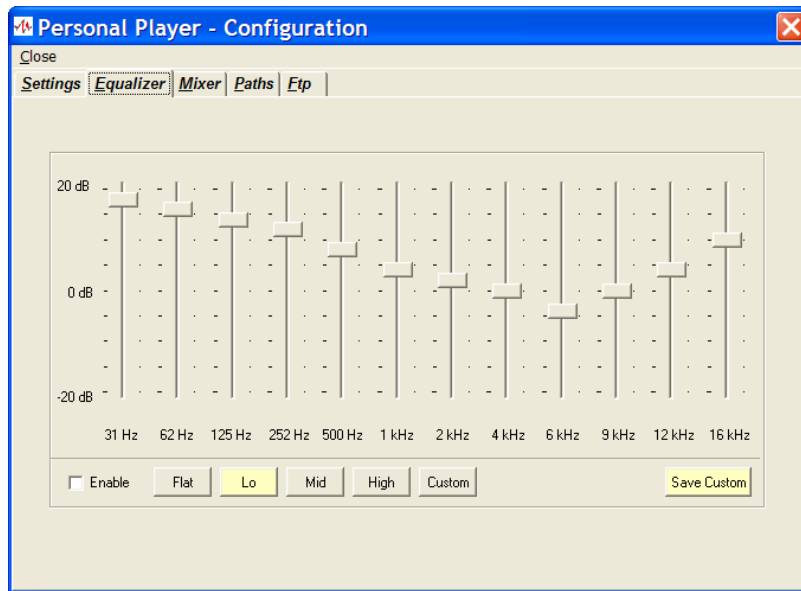 Personal Player - Configuration
Close
Settings Equalizer Mixer Paths Ftp
20 dB
0 dB
-20 dB
31 Hz 62 Hz 125 Hz 252 Hz 500 Hz 1 kHz 2 kHz 4 kHz 6 kHz 9 kHz 12 kHz 16 kHz
Enable Flat Lo Mid High Custom Save Custom